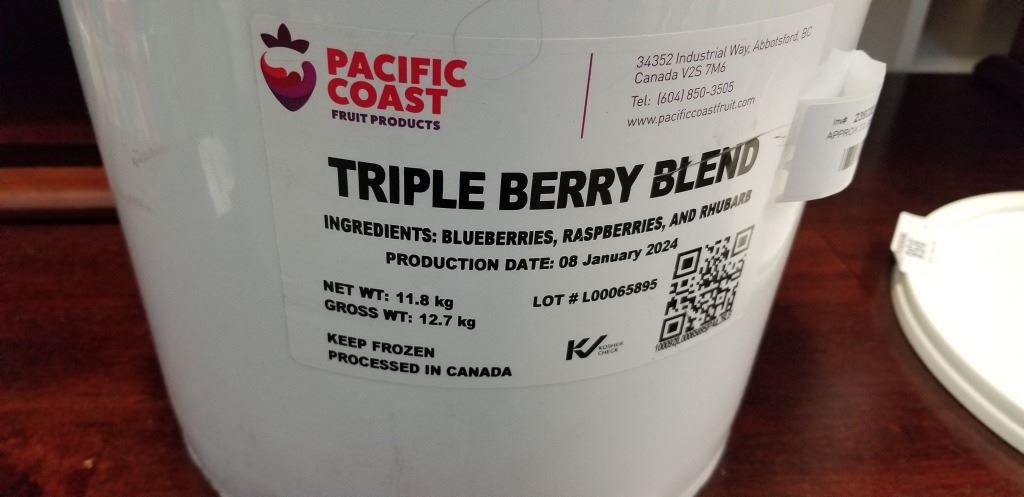 PACIFIC
COAST
FRUIT PRODUCTS
34352 Industrial Way, Abbotsford, BC
Canada V2S 7M6
Tel: (604) 850-3505
www.pacificcoastfruit.com
TRIPLE BERRY BLEND
INGREDIENTS: BLUEBERRIES, RASPBERRIES, AND RHUBARB
PRODUCTION DATE: 08 January 2024
NET WT: 11.8 kg
GROSS WT: 12.7 kg
LOT # L00065895
KEEP FROZEN
PROCESSED IN CANADA
KOSHER
CHECK